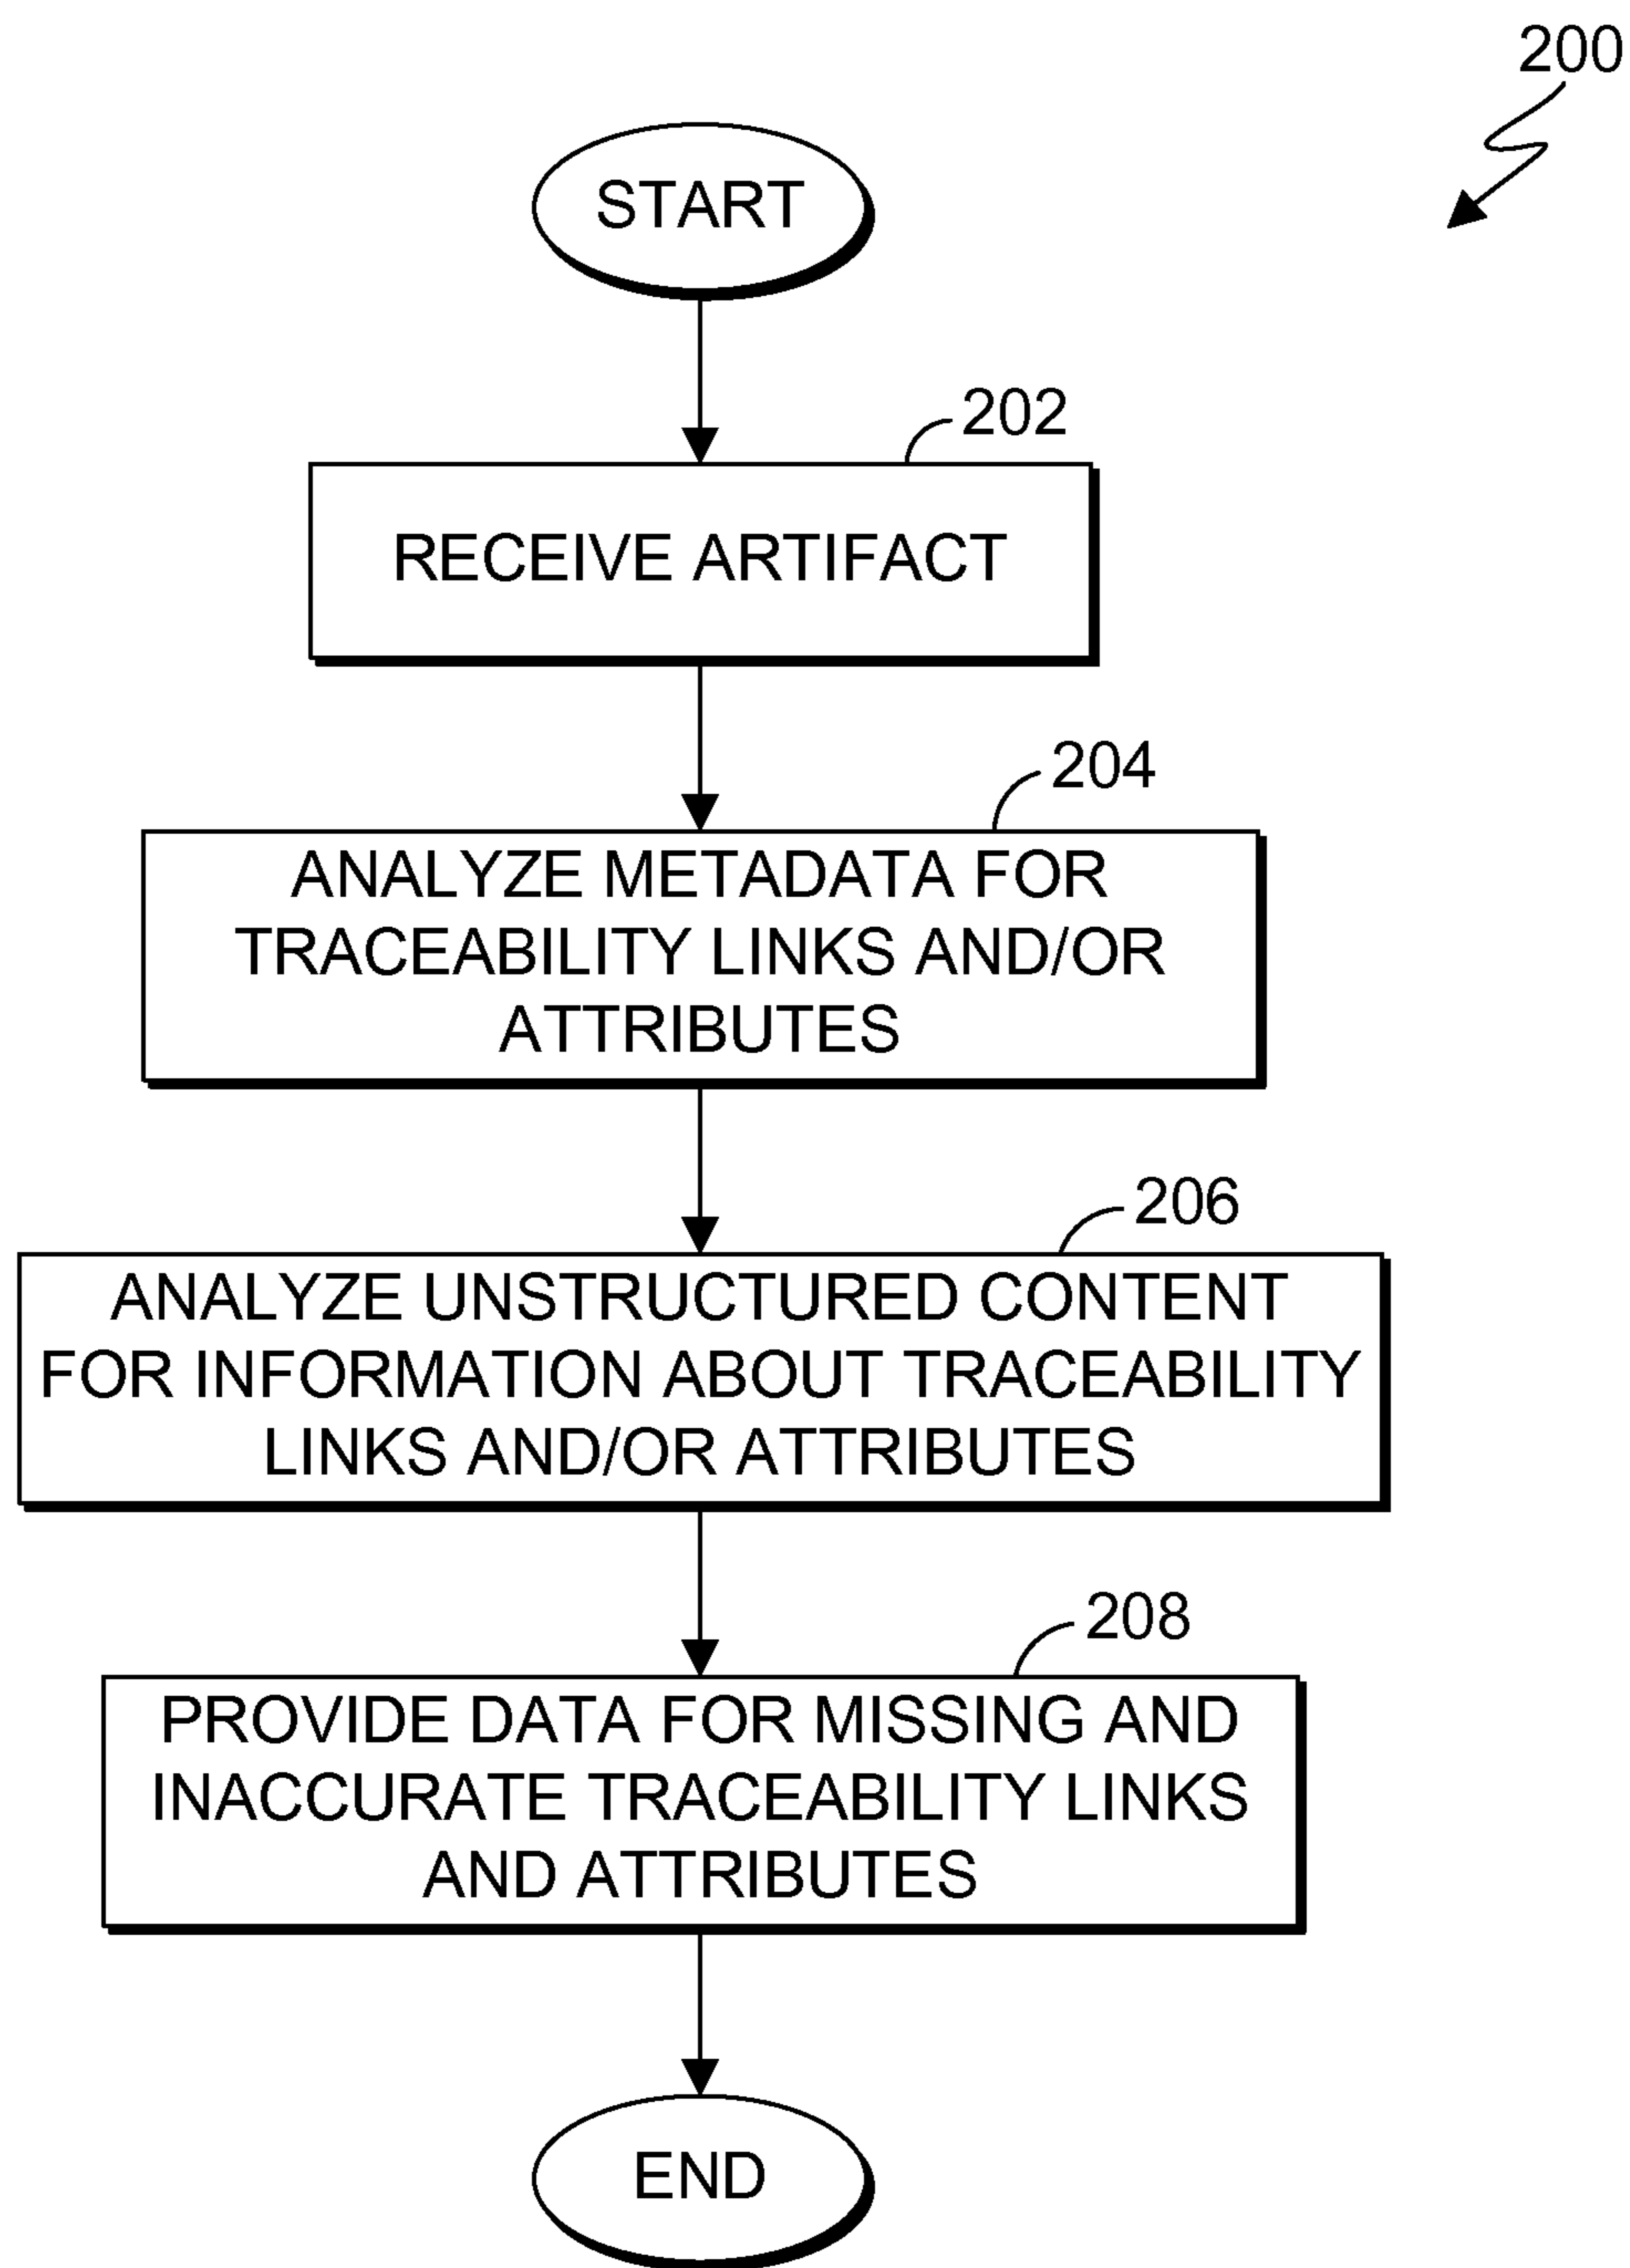 200
START
202
RECEIVE ARTIFACT
204
ANALYZE METADATA FOR
TRACEABILITY LINKS AND/OR
ATTRIBUTES
206
ANALYZE UNSTRUCTURED CONTENT
FOR INFORMATION ABOUT TRACEABILITY
LINKS AND/OR ATTRIBUTES
208
PROVIDE DATA FOR MISSING AND
INACCURATE TRACEABILITY LINKS
AND ATTRIBUTES
END